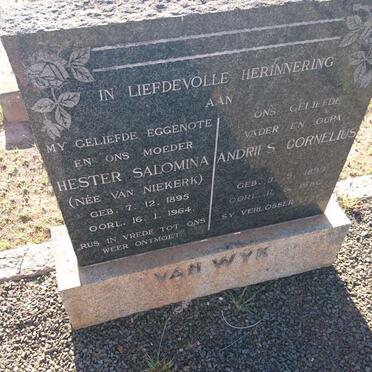 IN LIEFDEVOLLE HERINNERING
AAN
MY GELIEFDE EGGENOTE
EN ONS MOEDER
HESTER SALOMINA
(NÉE VAN NIEKERK)
GEB. 7. 12. 1895
OORL. 16. 1. 1964
RUS IN VREDE TOT ONS
WEER ONTMOET
ONS GELIEFDE
VADER EN OUPA
ANDRIES CORNELIUS
GEB.
OORL.
SY VERLOSSER
VAN WYK